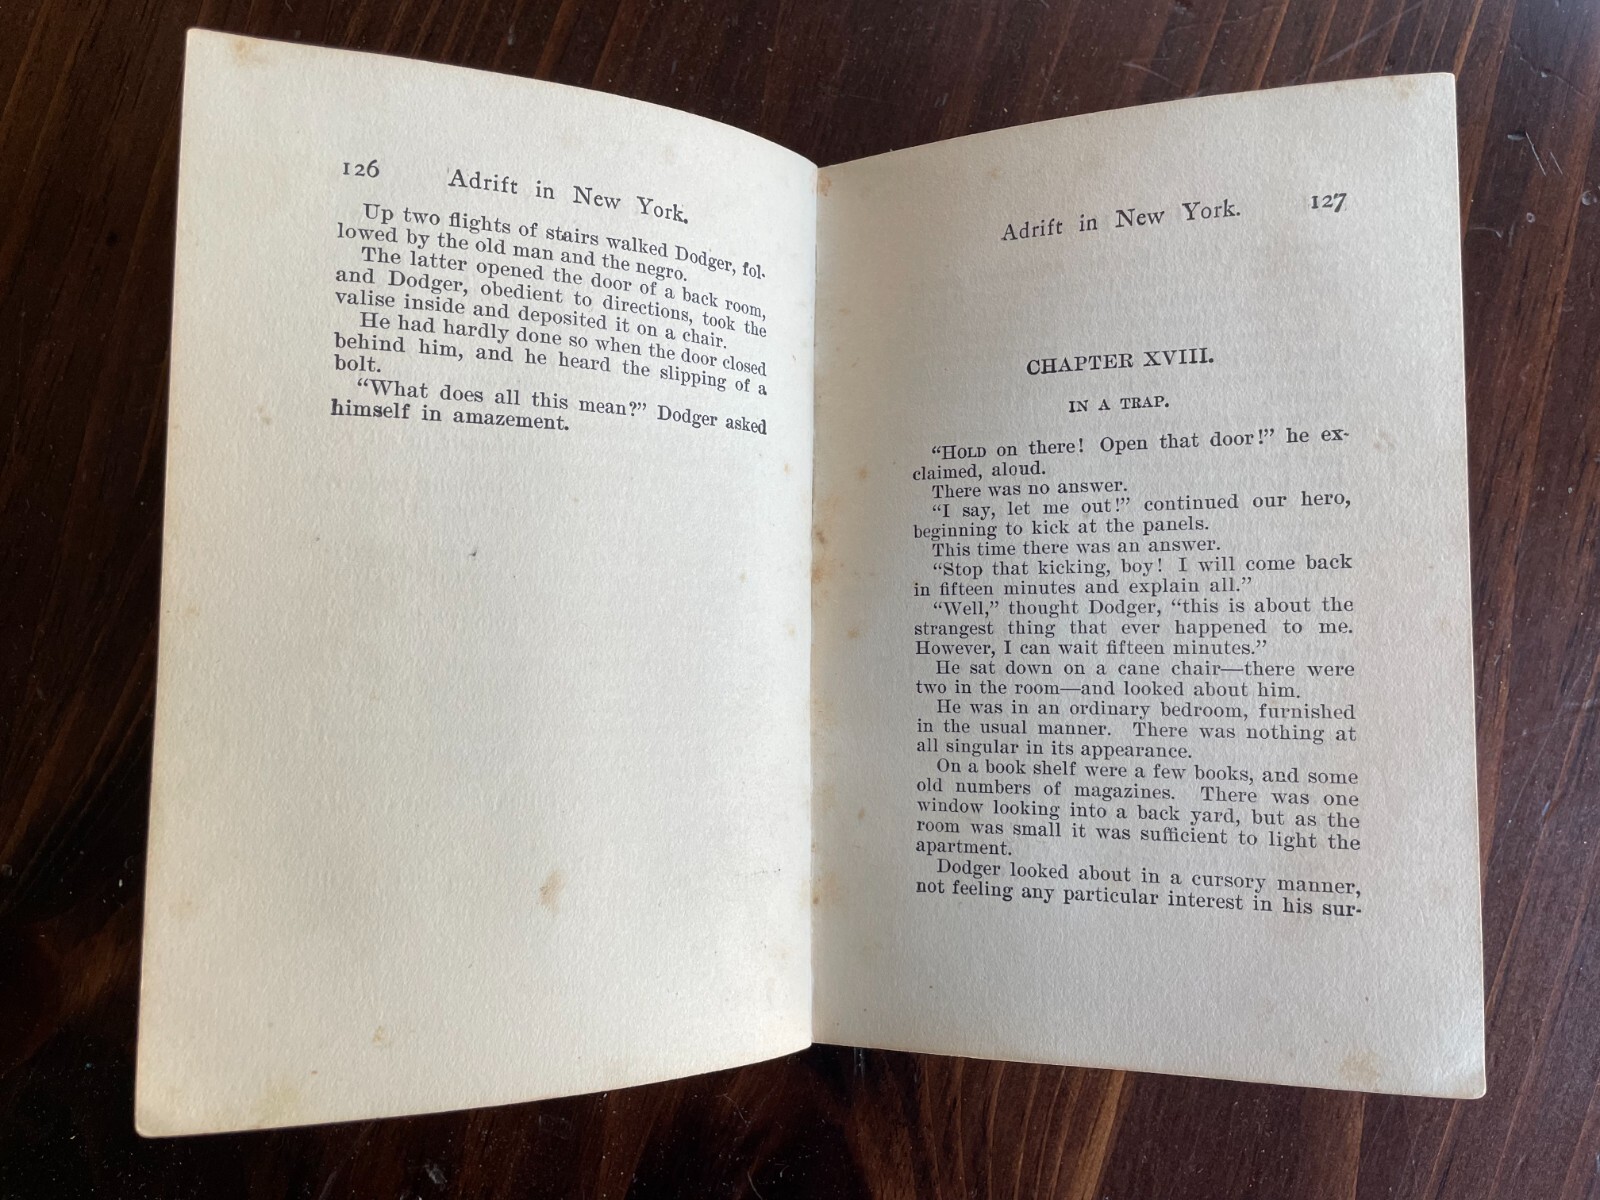 126 Adrift in New York.
Up two flights of stairs walked Dodger, fol-
lowed by the old man and the negro.
The latter opened the door of a back room,
and Dodger, obedient to directions, took the
valise inside and deposited it on a chair.
He had hardly done so when the door closed
behind him, and he heard the slipping of a
bolt.
“What does all this mean?” Dodger asked
himself in amazement.
Adrift in New York. 127
CHAPTER XVIII.
IN A TRAP.
“HOLD on there! Open that door!” he ex-
claimed, aloud.
There was no answer.
“I say, let me out!” continued our hero,
beginning to kick at the panels.
This time there was an answer.
“Stop that kicking, boy! I will come back
in fifteen minutes and explain all.”
“Well,” thought Dodger, “this is about the
strangest thing that ever happened to me.
However, I can wait fifteen minutes.”
He sat down on a cane chair—there were
two in the room—and looked about him.
He was in an ordinary bedroom, furnished
in the usual manner. There was nothing at
all singular in its appearance.
On a book shelf were a few books, and some
old numbers of magazines. There was one
window looking into a back yard, but as the
room was small it was sufficient to light the
apartment.
Dodger looked about in a cursory manner,
not feeling any particular interest in his sur-